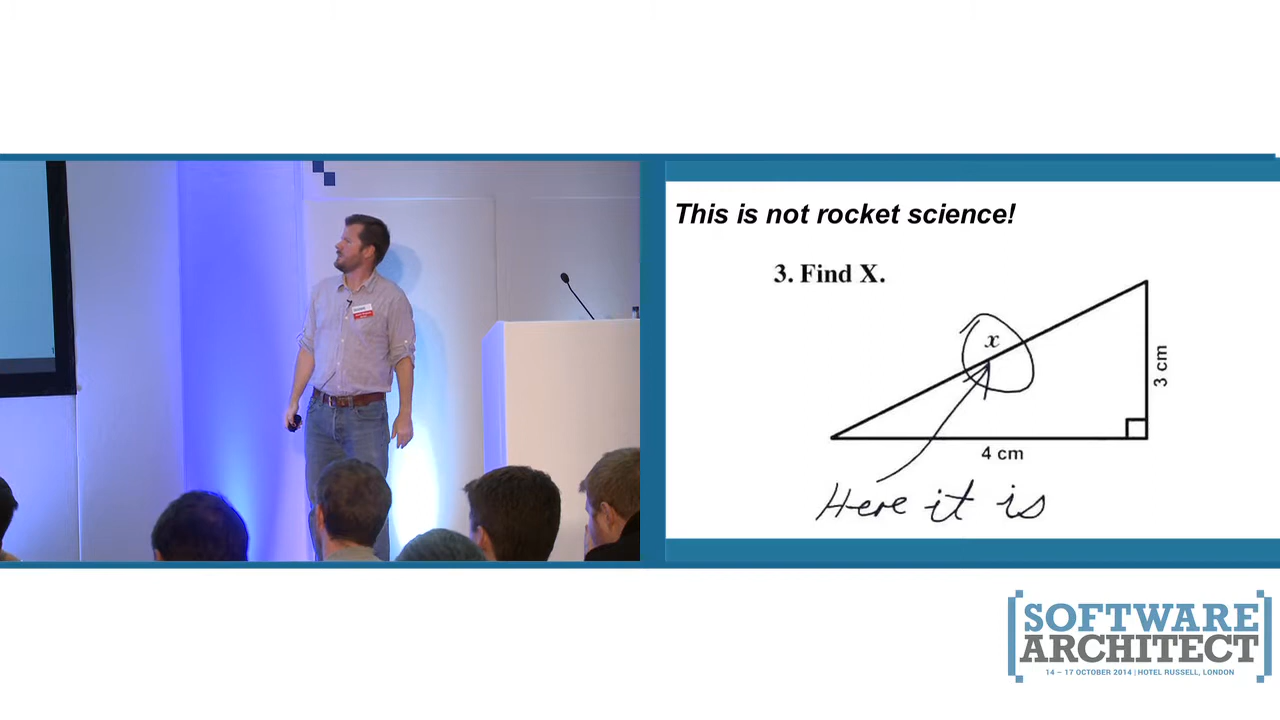 This is not rocket science!
3. Find X.
x
3 cm
4 cm
Here it is
SOFTWARE
ARCHITECT
14 – 17 OCTOBER 2014 | HOTEL RUSSELL, LONDON